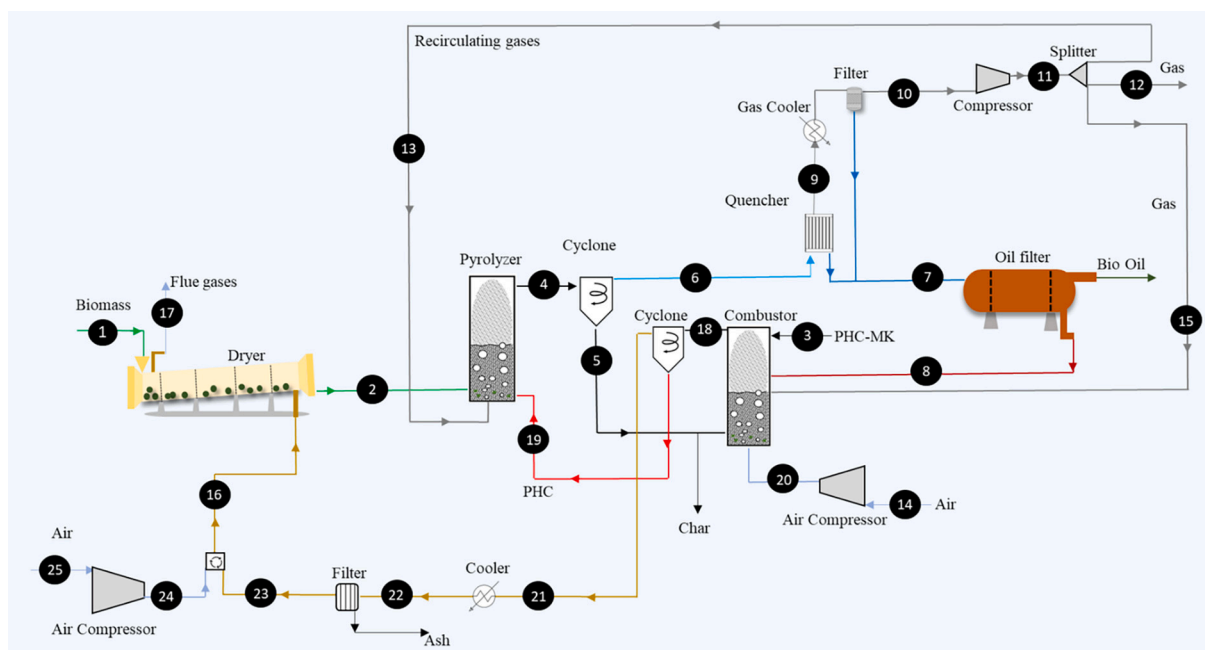 Recirculating gases
Splitter
Filter
11
Gas
12
10
Compressor
Gas Cooler
13
9
Quencher
Gas
Cyclone
Pyrolyzer
Oil filter
Bio Oil
4
6
7
Flue gases
17
Biomass
1
Cyclone
Combustor
18
3
PHC-MK
15
Dryer
5
8
2
19
PHC
20
14
Air
Air Compressor
16
Char
Air
25
24
Air Compressor
23
Filter
22
Cooler
21
Ash